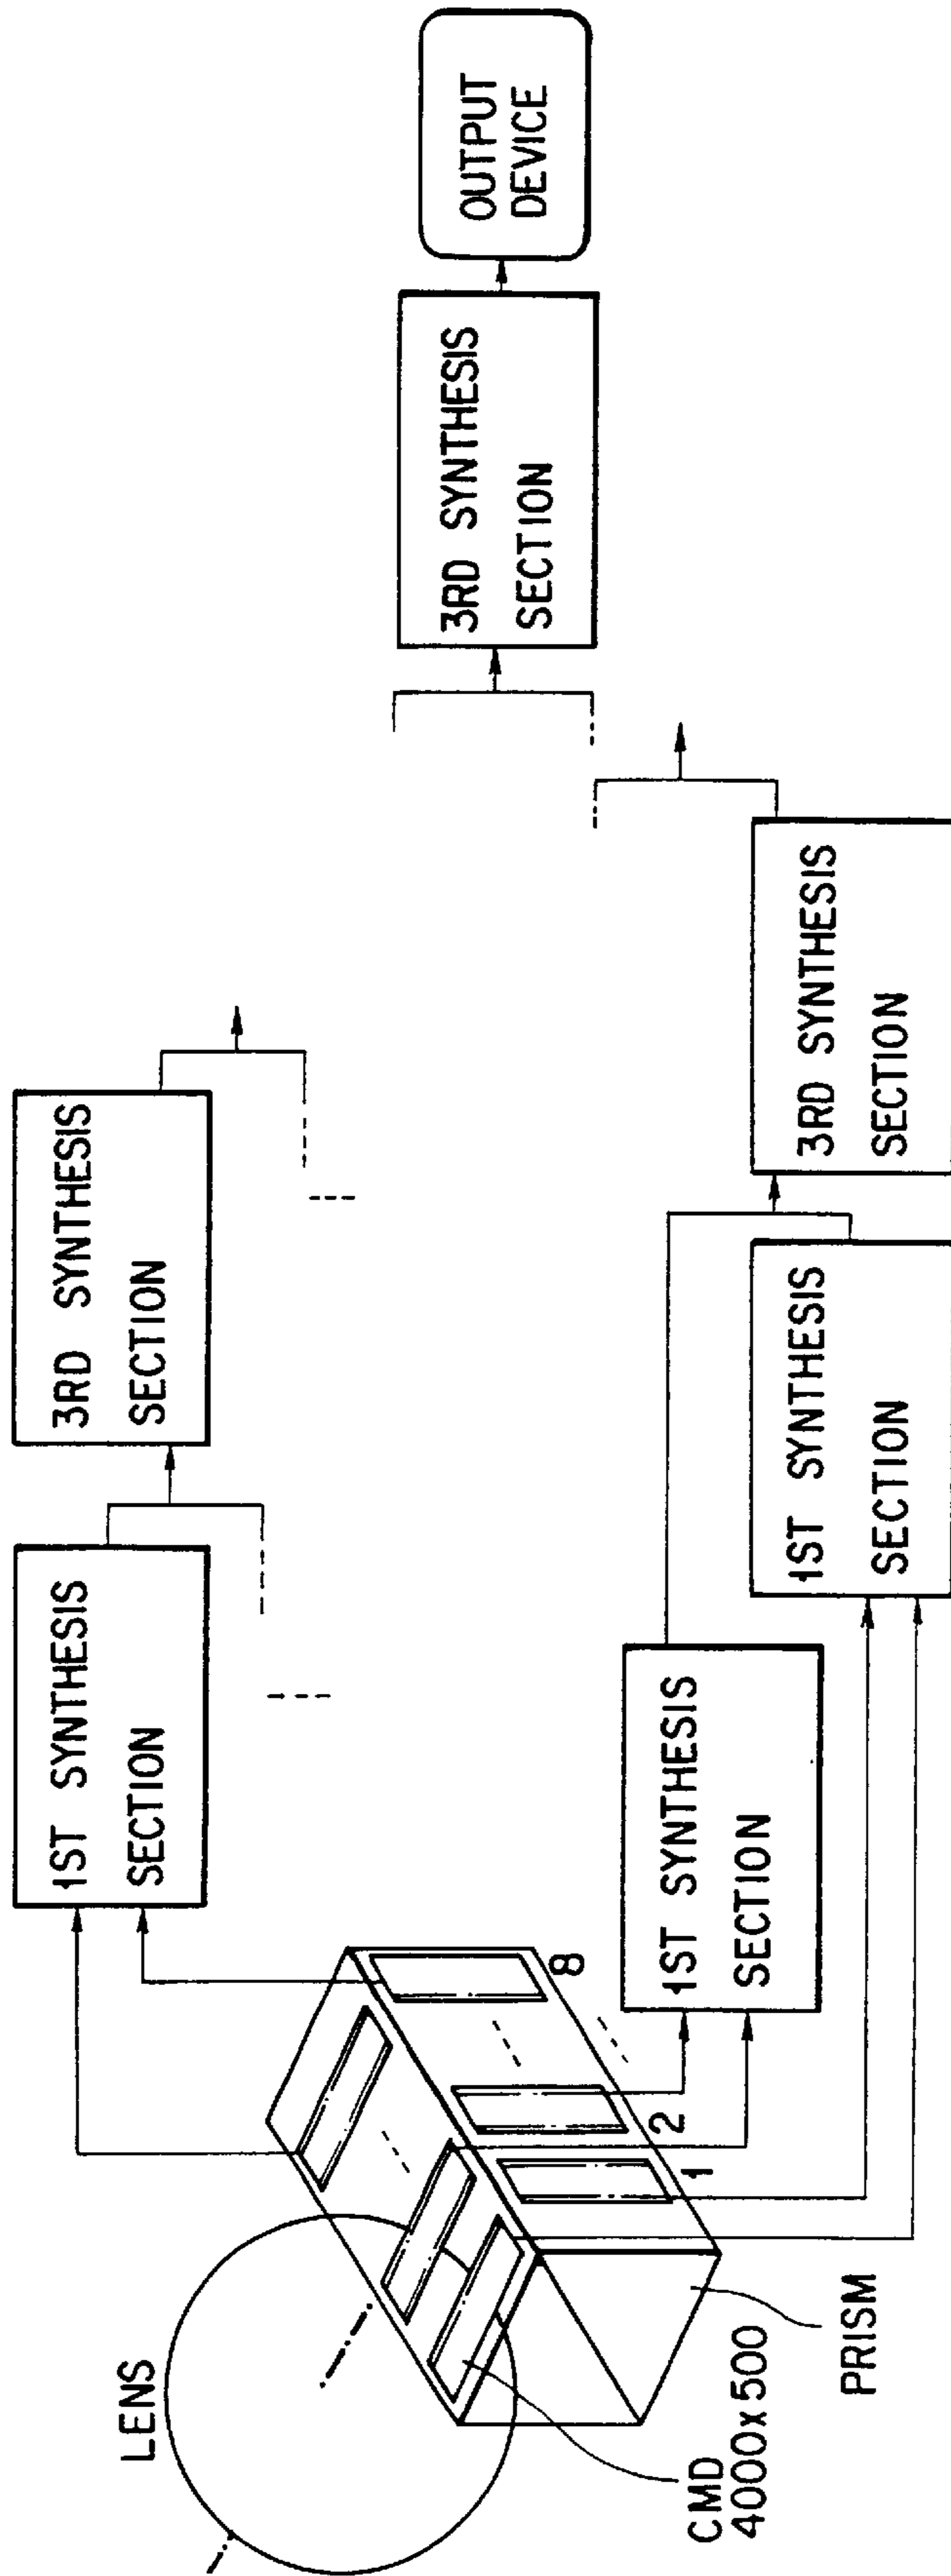 LENS
CMD
4000x500
PRISM
1
2
8
1ST SYNTHESIS
SECTION
1ST SYNTHESIS
SECTION
1ST SYNTHESIS
SECTION
3RD SYNTHESIS
SECTION
3RD SYNTHESIS
SECTION
3RD SYNTHESIS
SECTION
OUTPUT
DEVICE